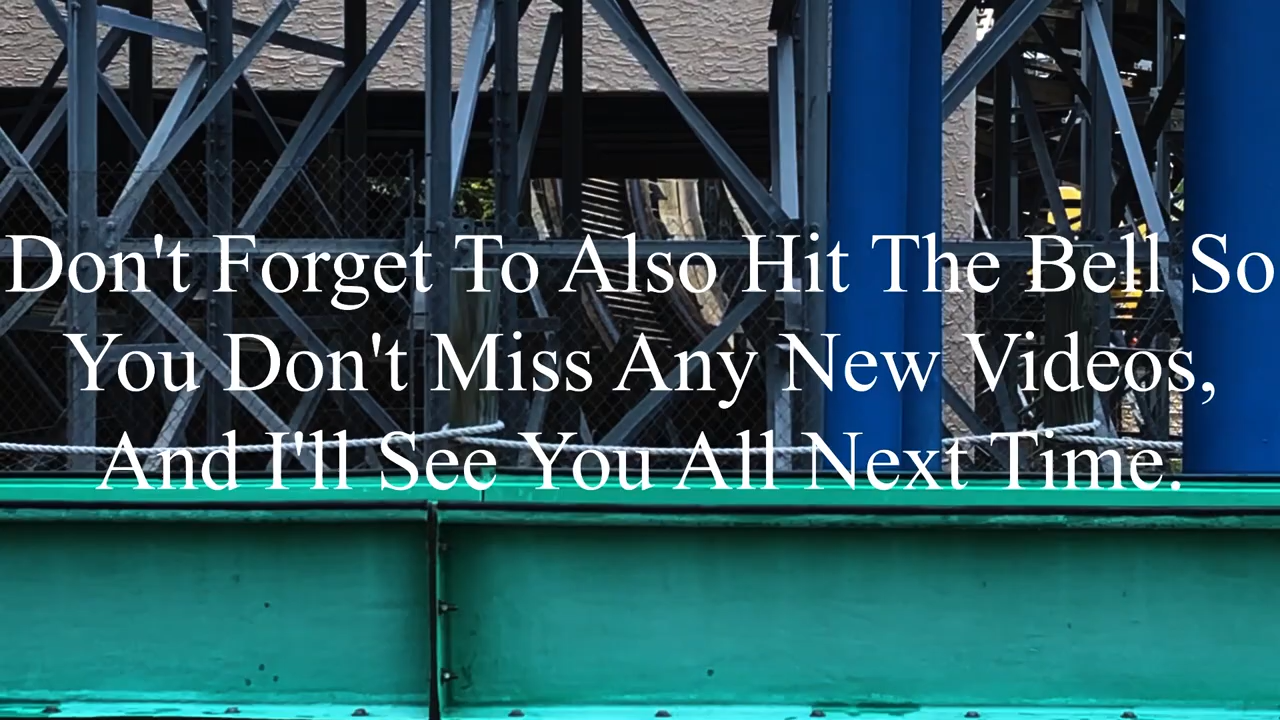 Don't Forget To Also Hit The Bell So
You Don't Miss Any New Videos,
And I'll See You All Next Time.